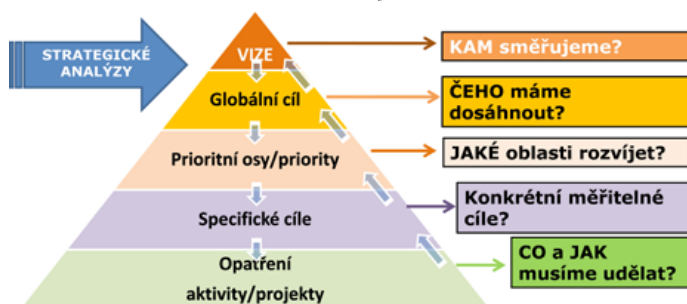 STRATEGICKÉ
ANALÝZY
VIZE
KAM směřujeme?
Globální cíl
ČEHO máme
dosáhnout?
Prioritní osy/priority
JAKÉ oblasti rozvíjet?
Specifické cíle
Konkrétní měřitelné
cíle?
Opatření
aktivity/projekty
CO a JAK
musíme udělat?